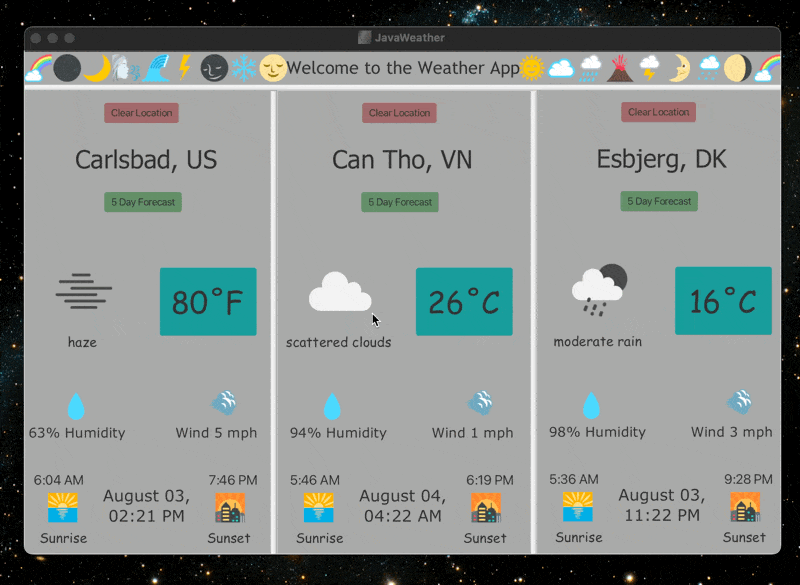 JavaWeather
Welcome to the Weather App
Clear Location
Carlsbad, US
5 Day Forecast
80°F
haze
63% Humidity
Wind 5 mph
6:04 AM
7:46 PM
August 03,
02:21 PM
Sunrise
Sunset
Clear Location
Can Tho, VN
5 Day Forecast
26°C
scattered clouds
94% Humidity
Wind 1 mph
5:46 AM
6:19 PM
August 04,
04:22 AM
Sunrise
Sunset
Clear Location
Esbjerg, DK
5 Day Forecast
16°C
moderate rain
98% Humidity
Wind 3 mph
5:36 AM
9:28 PM
August 03,
11:22 PM
Sunrise
Sunset